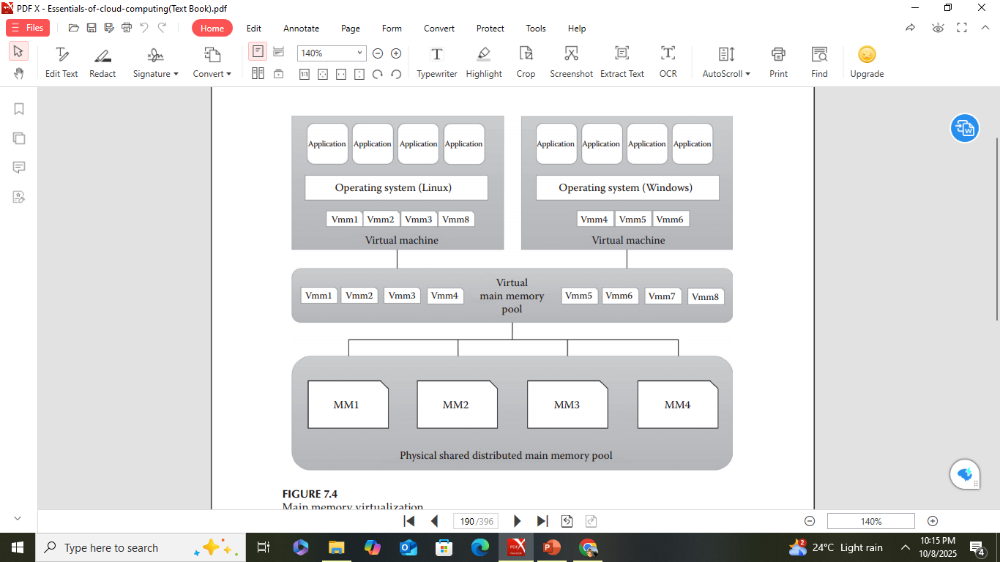 PDF X - Essentials-of-cloud-computing(Text Book).pdf
Files
Home Edit Annotate Page Form Convert Protect Tools Help
140%
Edit Text Redact Signature Convert Typewriter Highlight Crop Screenshot Extract Text OCR AutoScroll Print Find Upgrade
Application Application Application Application
Operating system (Linux)
Vmm1 Vmm2 Vmm3 Vmm8
Virtual machine
Application Application Application Application
Operating system (Windows)
Vmm4 Vmm5 Vmm6
Virtual machine
Vmm1 Vmm2 Vmm3 Vmm4
Virtual
main memory
pool
Vmm5 Vmm6 Vmm7 Vmm8
MM1 MM2 MM3 MM4
Physical shared distributed main memory pool
FIGURE 7.4
Main memory virtualization
190 /396
140%
Type here to search
24°C Light rain
10:15 PM
10/8/2025